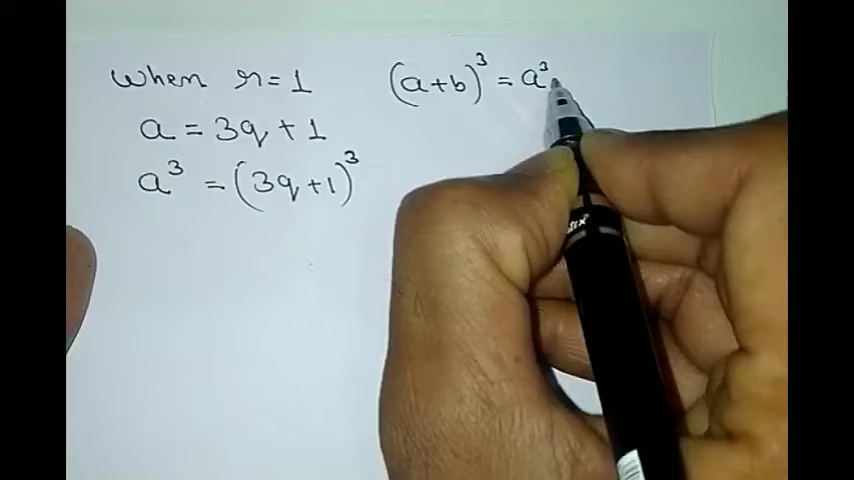 When r=1
(a+b)³ = a³
a = 3q+1
a³ = (3q+1)³